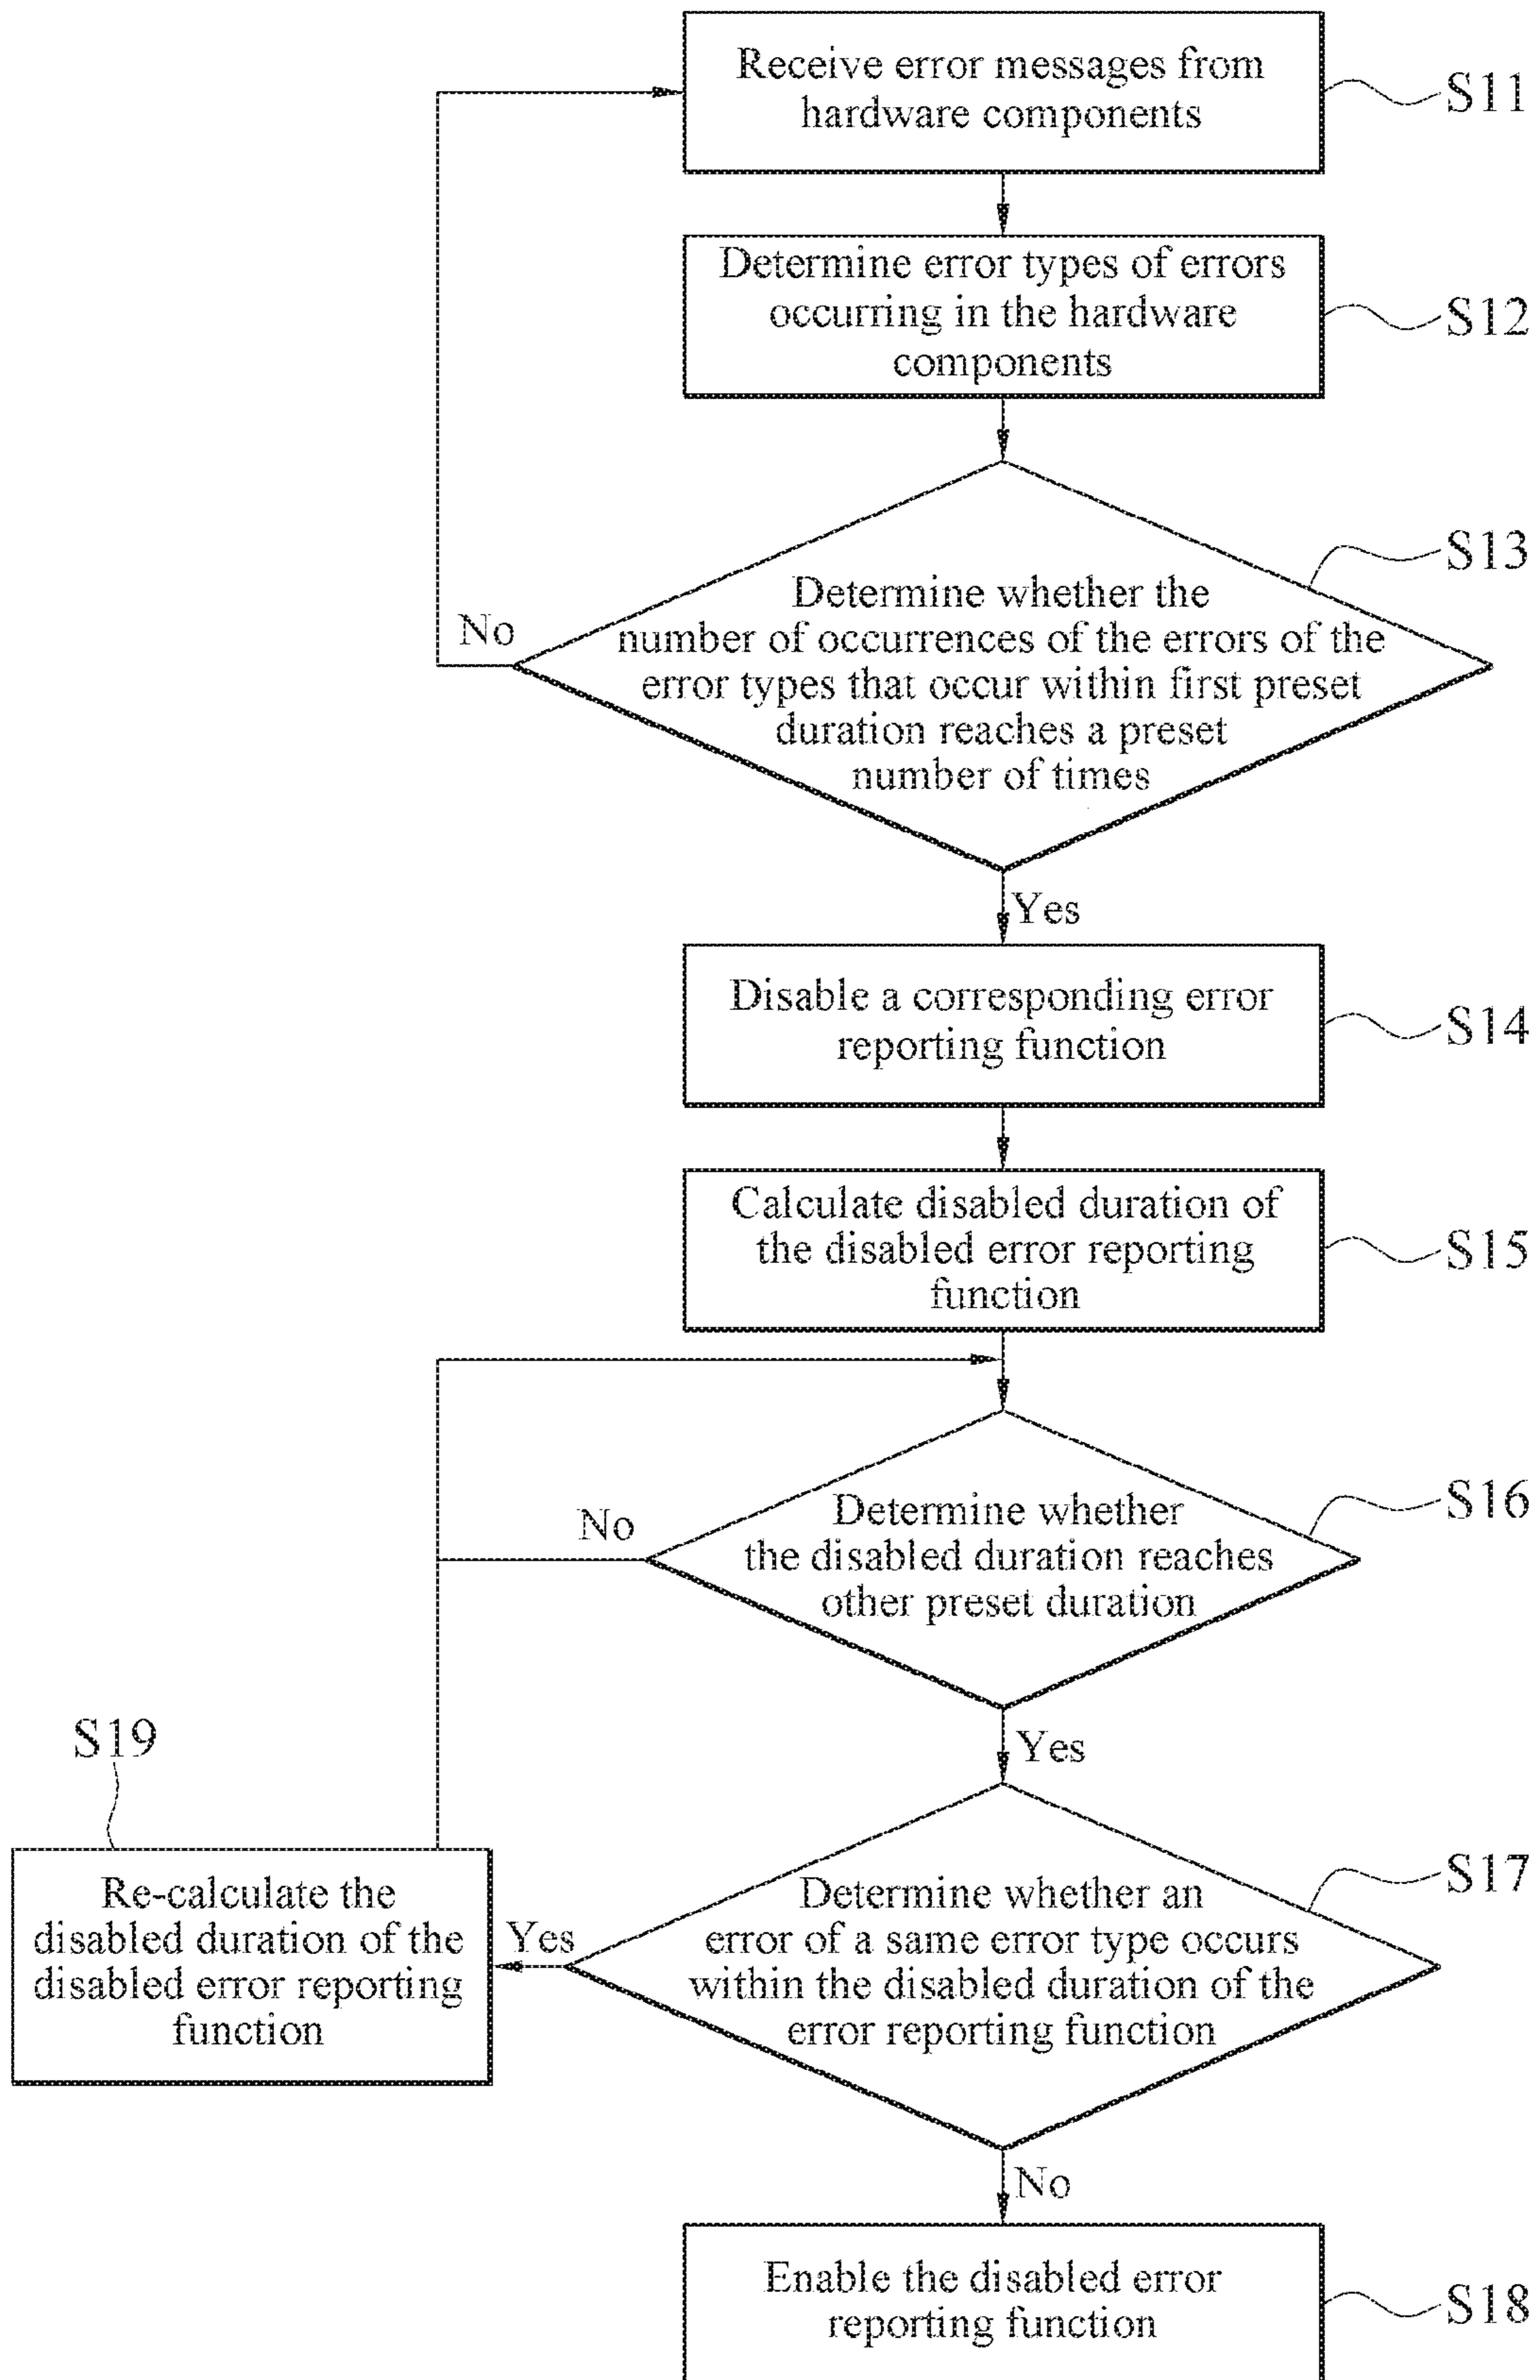 Receive error messages from
hardware components
S11
Determine error types of errors
occurring in the hardware
components
S12
S13
Determine whether the
number of occurrences of the errors of the
error types that occur within first preset
duration reaches a preset
number of times
No
Yes
Disable a corresponding error
reporting function
S14
Calculate disabled duration of
the disabled error reporting
function
S15
Determine whether
the disabled duration reaches
other preset duration
S16
No
Yes
S19
Re-calculate the
disabled duration of the
disabled error reporting
function
Yes
Determine whether an
error of a same error type occurs
within the disabled duration of the
error reporting function
S17
No
Enable the disabled error
reporting function
S18